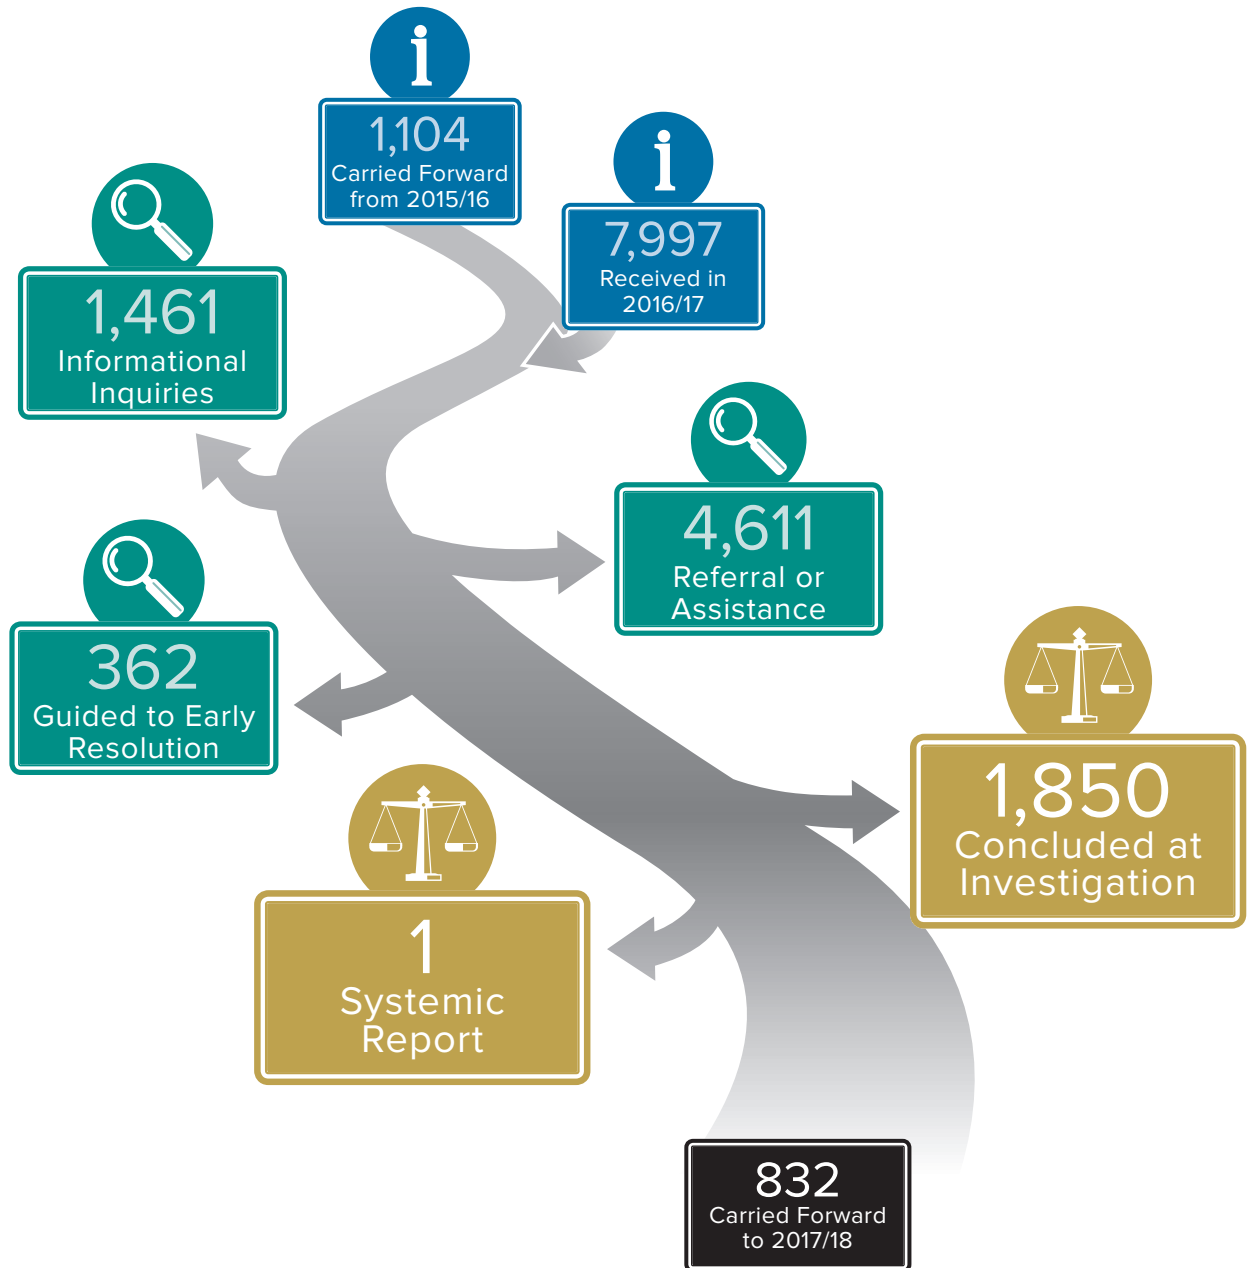 1,104
Carried Forward
from 2015/16
7,997
Received in
2016/17
1,461
Informational
Inquiries
4,611
Referral or
Assistance
362
Guided to Early
Resolution
1,850
Concluded at
Investigation
1
Systemic
Report
832
Carried Forward
to 2017/18